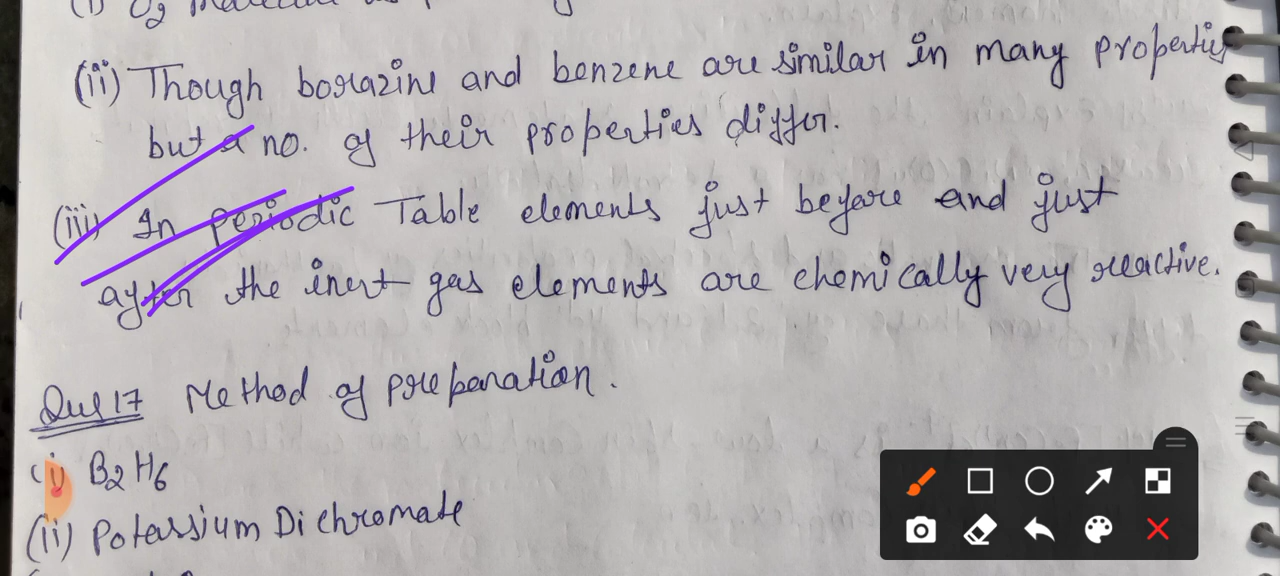 (i) O2
(ii) Though borazine and benzene are similar in many properties
but a no. of their properties differ.
(iii) In periodic Table elements just before and just
after the inert gas elements are chemically very reactive.
Que 17 Method of preparation.
(i) B2H6
(ii) Potassium Dichromate